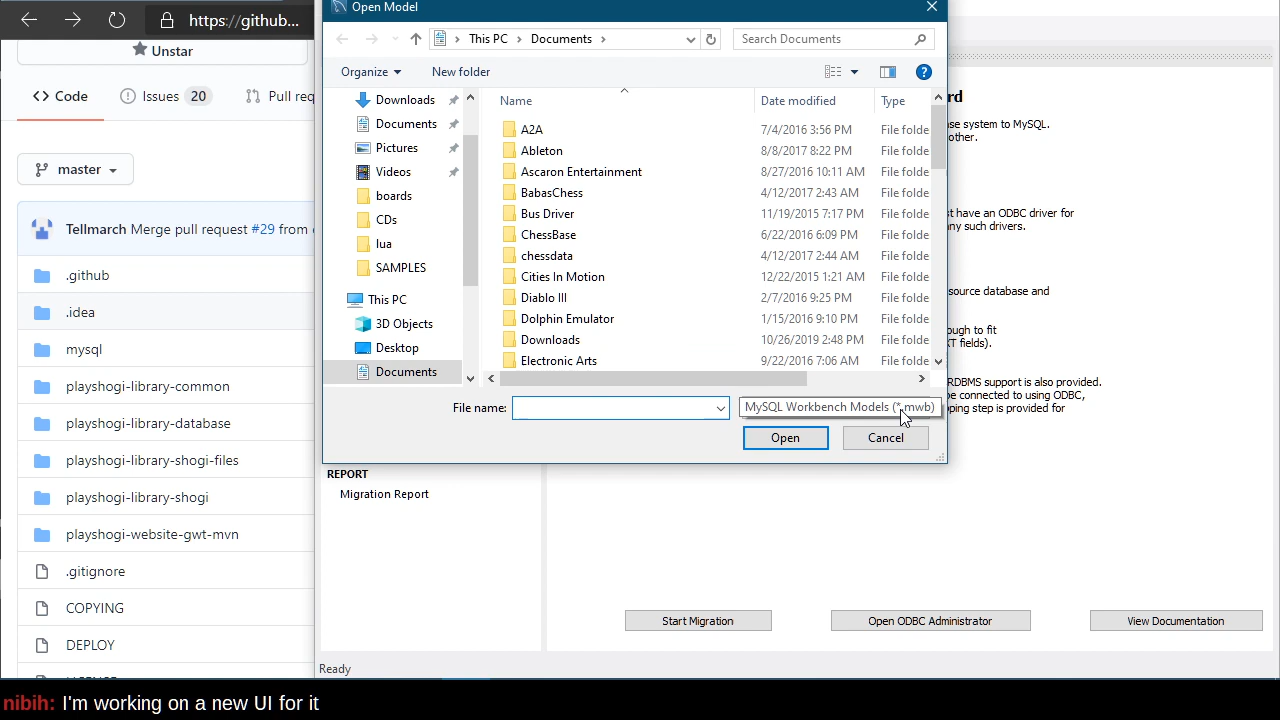 https://github...
Unstar
Code
Issues 20
Pull req
master
Tellmarch Merge pull request #29 from
.github
.idea
mysql
playshogi-library-common
playshogi-library-database
playshogi-library-shogi-files
playshogi-library-shogi
playshogi-website-gwt-mvn
.gitignore
COPYING
DEPLOY
Open Model
This PC > Documents >
Search Documents
Organize
New folder
Downloads
Documents
Pictures
Videos
boards
CDs
lua
SAMPLES
This PC
3D Objects
Desktop
Documents
Name Date modified Type
A2A 7/4/2016 3:56 PM File folde
Ableton 8/8/2017 8:22 PM File folde
Ascaron Entertainment 8/27/2016 10:11 AM File folde
BabasChess 4/12/2017 2:43 AM File folde
Bus Driver 11/19/2015 7:17 PM File folde
ChessBase 6/22/2016 6:09 PM File folde
chessdata 4/12/2017 2:44 AM File folde
Cities In Motion 12/22/2015 1:21 AM File folde
Diablo III 2/7/2016 9:25 PM File folde
Dolphin Emulator 1/15/2016 9:10 PM File folde
Downloads 10/26/2019 2:48 PM File folde
Electronic Arts 9/22/2016 7:06 AM File folde
File name:
MySQL Workbench Models (*.mwb)
Open
Cancel
rd
se system to MySQL.
other.
t have an ODBC driver for
ny such drivers.
source database and
ough to fit
T fields).
RDBMS support is also provided.
e connected to using ODBC,
ping step is provided for
REPORT
Migration Report
Start Migration
Open ODBC Administrator
View Documentation
Ready
nibih: I'm working on a new UI for it